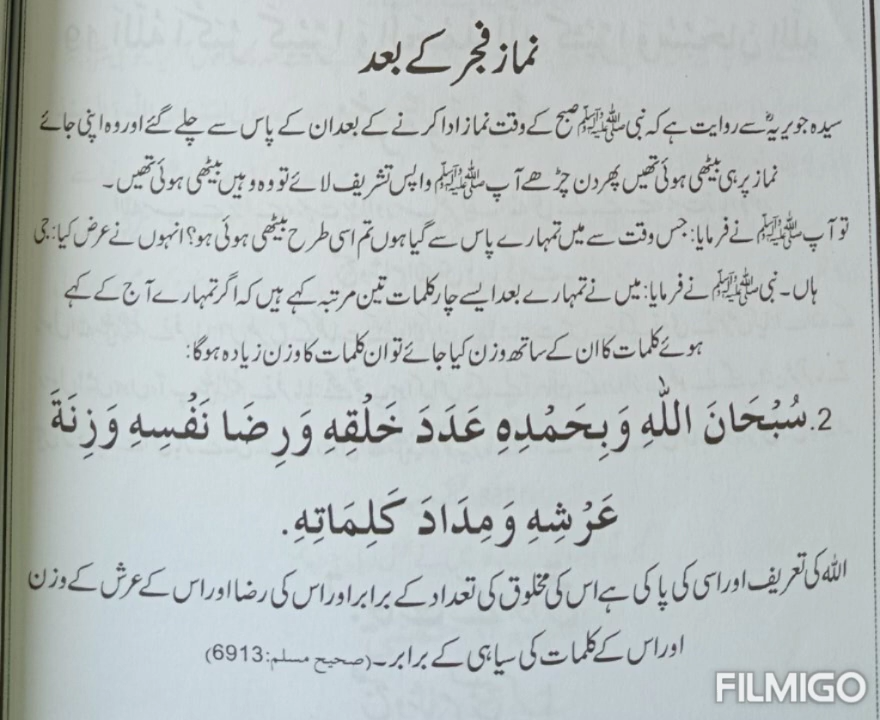 نماز فجر کے بعد
سیدہ جویریہؓ سے روایت ہے کہ نبی ﷺ صبح کے وقت نماز ادا کرنے کے بعد ان کے پاس سے چلے گئے اور وہ اپنی جائے
نماز پر ہی بیٹھی ہوئی تھیں پھر دن چڑھے آپ ﷺ واپس تشریف لائے تو وہ وہیں بیٹھی ہوئی تھیں۔
تو آپ ﷺ نے فرمایا: جس وقت سے میں تمہارے پاس سے گیا ہوں تم اسی طرح بیٹھی ہوئی ہو؟ انہوں نے عرض کیا: جی
ہاں۔ نبی ﷺ نے فرمایا: میں نے تمہارے بعد ایسے چار کلمات تین مرتبہ کہے ہیں کہ اگر تمہارے آج کے کہے
ہوئے کلمات کا ان کے ساتھ وزن کیا جائے تو ان کلمات کا وزن زیادہ ہوگا:
2. سُبْحَانَ اللّٰهِ وَبِحَمْدِهِ عَدَدَ خَلْقِهِ وَرِضَا نَفْسِهِ وَزِنَةَ
عَرْشِهِ وَمِدَادَ كَلِمَاتِهِ.
اللہ کی تعریف اور اسی کی پاکی ہے اس کی مخلوق کی تعداد کے برابر اور اس کی رضا اور اس کے عرش کے وزن
اور اس کے کلمات کی سیاہی کے برابر۔ (صحیح مسلم:6913)
FILMIGO